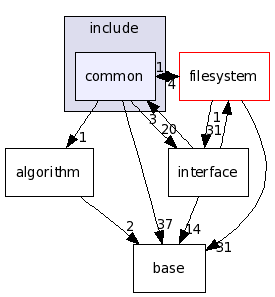 include
common
1
4
filesystem
3
20
1
31
1
algorithm
interface
2
37
14
31
base